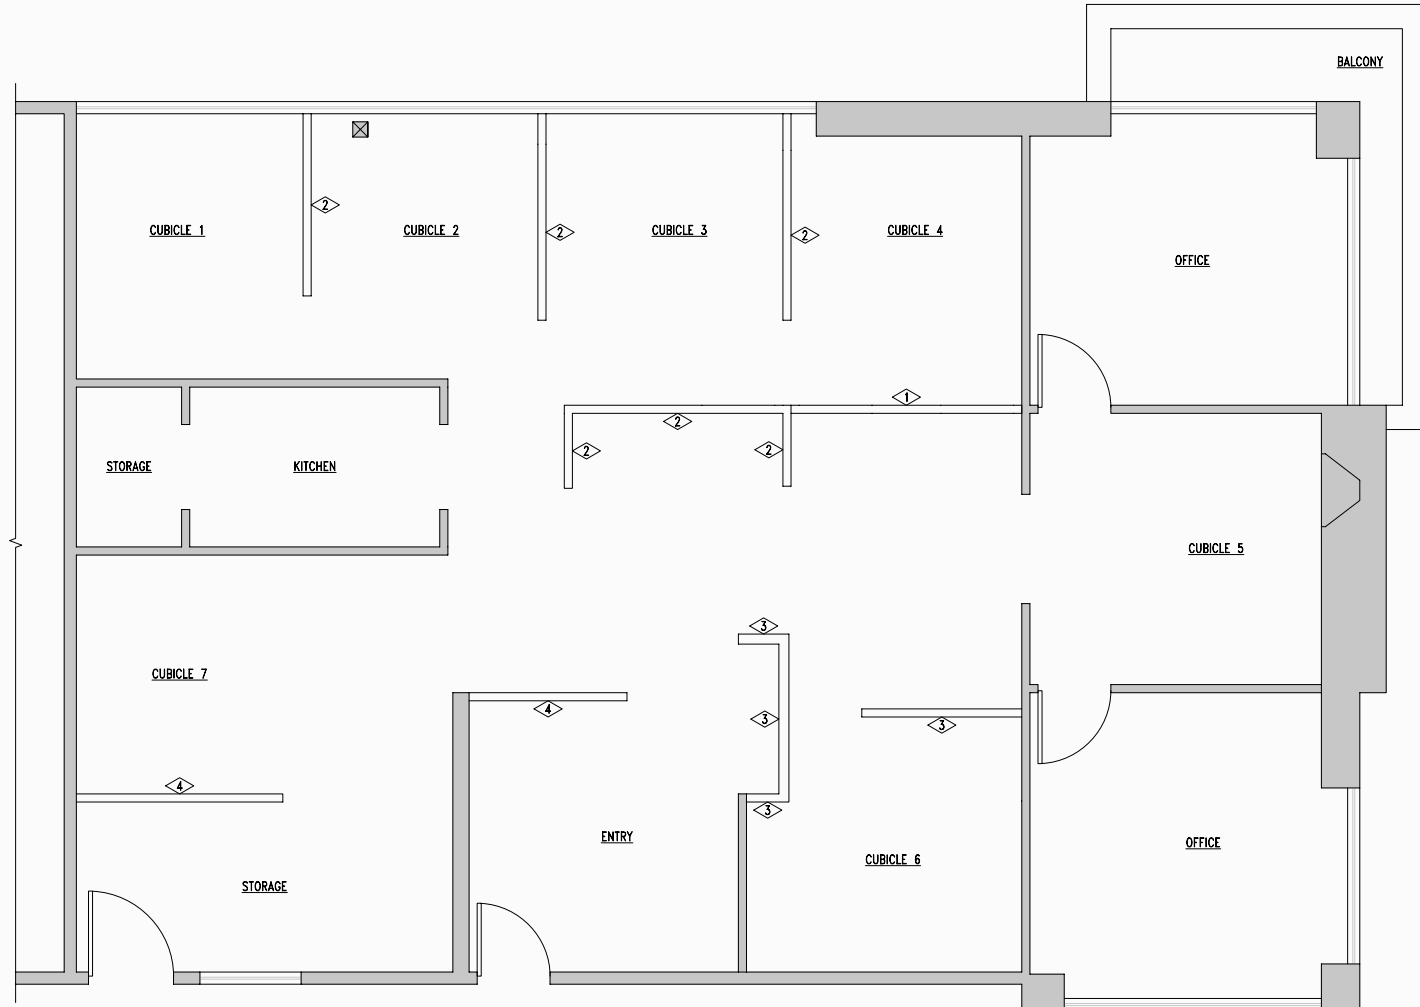 BALCONY
2
CUBICLE 1
CUBICLE 2
2
CUBICLE 3
2
CUBICLE 4
OFFICE
1
2
2
2
STORAGE
KITCHEN
CUBICLE 5
3
CUBICLE 7
4
3
3
4
3
ENTRY
CUBICLE 6
OFFICE
STORAGE